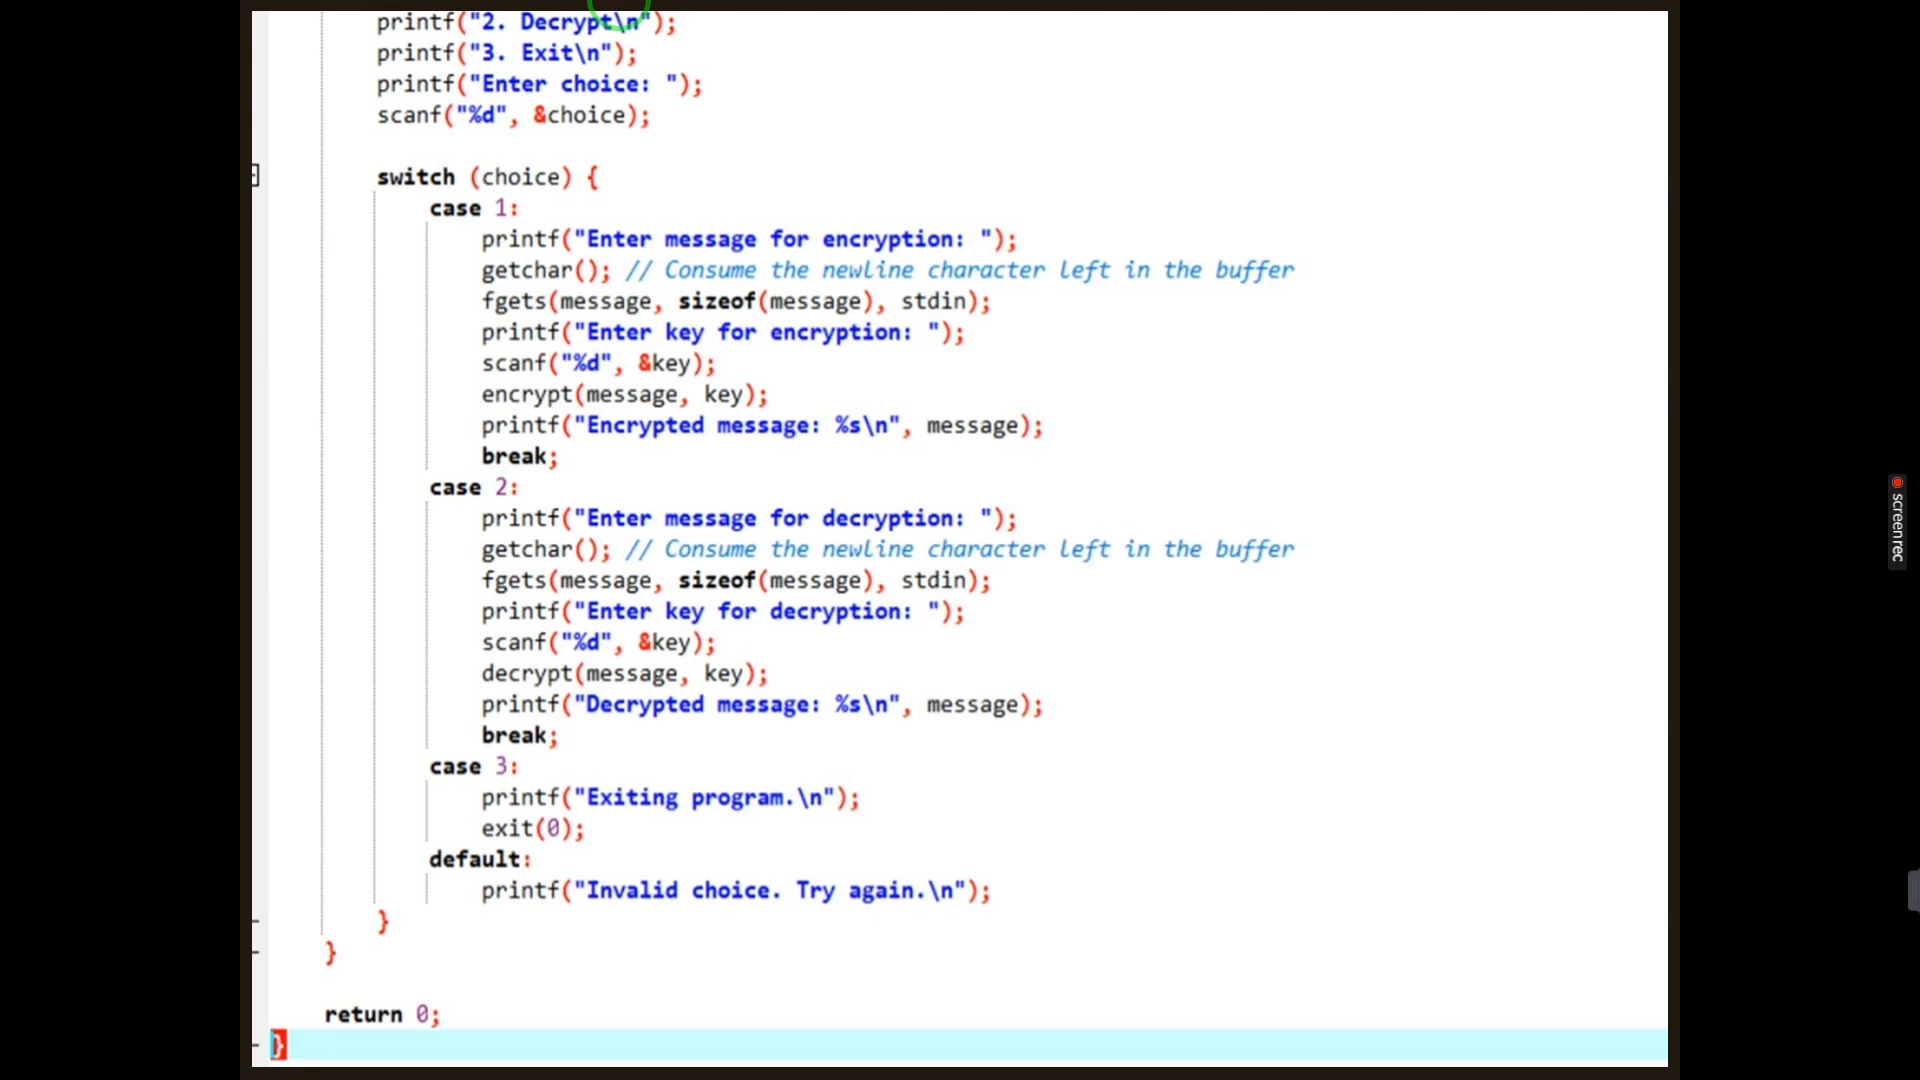 printf("2. Decrypt\n");
printf("3. Exit\n");
printf("Enter choice: ");
scanf("%d", &choice);
switch (choice) {
case 1:
printf("Enter message for encryption: ");
getchar(); // Consume the newline character left in the buffer
fgets(message, sizeof(message), stdin);
printf("Enter key for encryption: ");
scanf("%d", &key);
encrypt(message, key);
printf("Encrypted message: %s\n", message);
break;
case 2:
printf("Enter message for decryption: ");
getchar(); // Consume the newline character left in the buffer
fgets(message, sizeof(message), stdin);
printf("Enter key for decryption: ");
scanf("%d", &key);
decrypt(message, key);
printf("Decrypted message: %s\n", message);
break;
case 3:
printf("Exiting program.\n");
exit(0);
default:
printf("Invalid choice. Try again.\n");
}
}
return 0;
}
screenrec